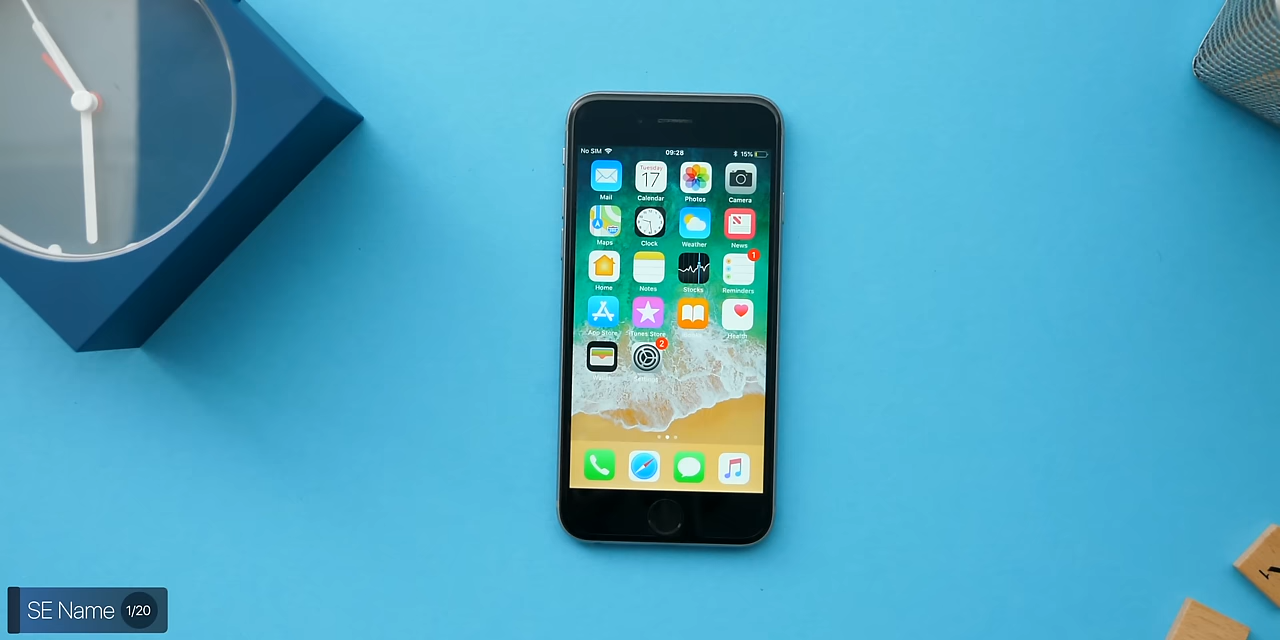 No SIM 09:28 15%
Tuesday
17
Mail Calendar Photos Camera
Maps Clock Weather News
1
Home Notes Stocks Reminders
App Store iTunes Store Health
2
SE Name 1/20